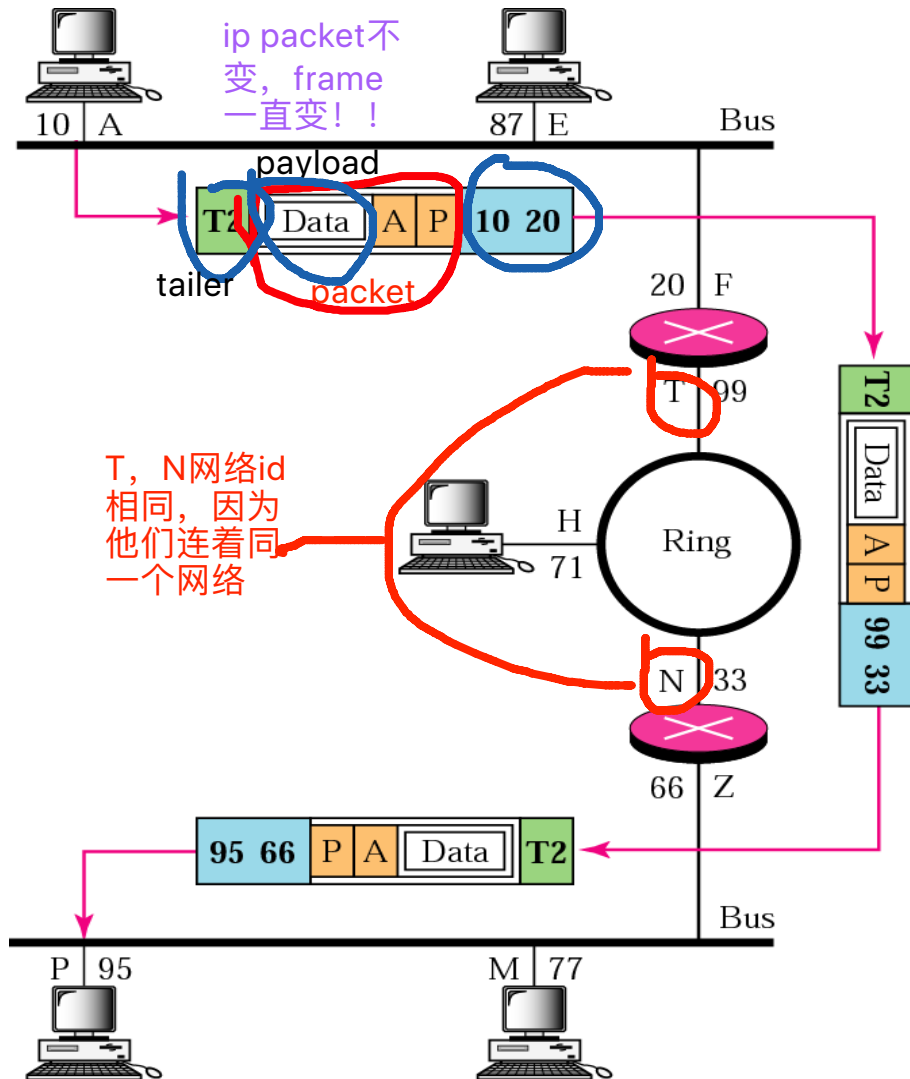 ip packet不
变，frame
一直变！！
10 A
87 E
Bus
payload
T2 Data A P 10 20
tailer
packet
20 F
T 99
T2 Data A P 99 33
T，N网络id
相同，因为
他们连着同
一个网络
H
71
Ring
N 33
66 Z
95 66 P A Data T2
Bus
P 95
M 77